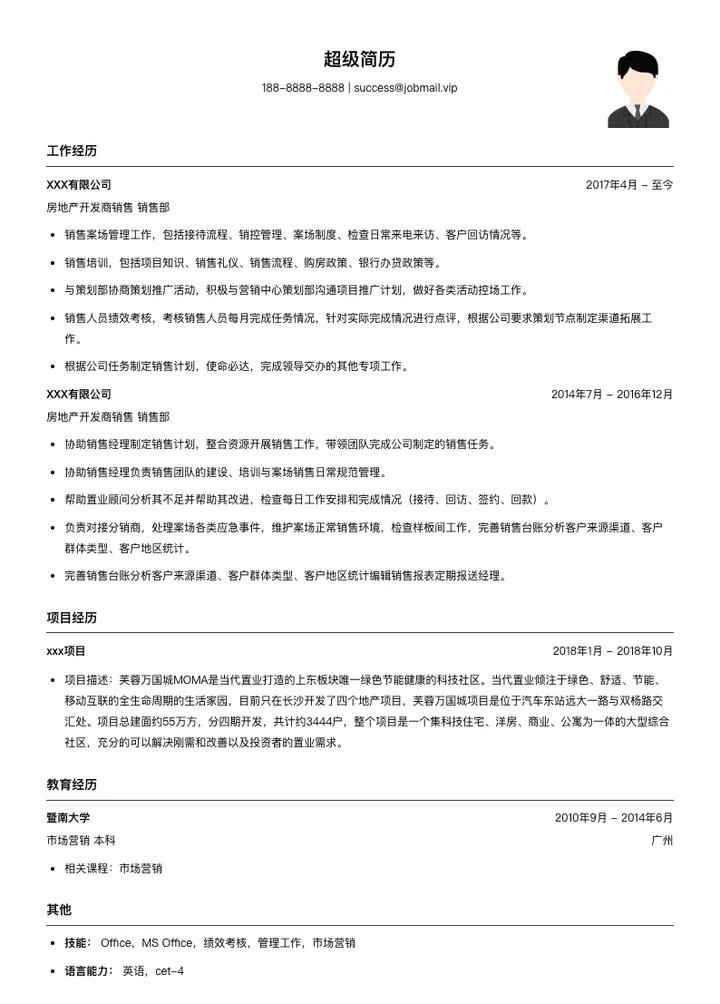 超级简历
188-8888-8888 | success@jobmail.vip
工作经历
XXX有限公司 2017年4月 – 至今
房地产开发商销售 销售部
• 销售案场管理工作，包括接待流程、销控管理、案场制度、检查日常来电来访、客户回访情况等。
• 销售培训，包括项目知识、销售礼仪、销售流程、购房政策、银行办贷政策等。
• 与策划部协商策划推广活动，积极与营销中心策划部沟通项目推广计划，做好各类活动控场工作。
• 销售人员绩效考核，考核销售人员每月完成任务情况，针对实际完成情况进行点评，根据公司要求策划节点制定渠道拓展工
作。
• 根据公司任务制定销售计划，使命必达，完成领导交办的其他专项工作。
XXX有限公司 2014年7月 – 2016年12月
房地产开发商销售 销售部
• 协助销售经理制定销售计划，整合资源开展销售工作，带领团队完成公司制定的销售任务。
• 协助销售经理负责销售团队的建设、培训与案场销售日常规范管理。
• 帮助置业顾问分析其不足并帮助其改进，检查每日工作安排和完成情况（接待、回访、签约、回款）。
• 负责对接分销商，处理案场各类应急事件，维护案场正常销售环境，检查样板间工作，完善销售台账分析客户来源渠道、客户
群体类型、客户地区统计。
• 完善销售台账分析客户来源渠道、客户群体类型、客户地区统计编辑销售报表定期报送经理。
项目经历
xxx项目 2018年1月 – 2018年10月
• 项目描述：芙蓉万国城MOMA是当代置业打造的上东板块唯一绿色节能健康的科技社区。当代置业倾注于绿色、舒适、节能、
移动互联的全生命周期的生活家园，目前只在长沙开发了四个地产项目，芙蓉万国城项目是位于汽车东站远大一路与双杨路交
汇处。项目总建面约55万方，分四期开发，共计约3444户，整个项目是一个集科技住宅、洋房、商业、公寓为一体的大型综合
社区，充分的可以解决刚需和改善以及投资者的置业需求。
教育经历
暨南大学 2010年9月 – 2014年6月
市场营销 本科 广州
• 相关课程：市场营销
其他
• 技能： Office，MS Office，绩效考核，管理工作，市场营销
• 语言能力： 英语，cet-4